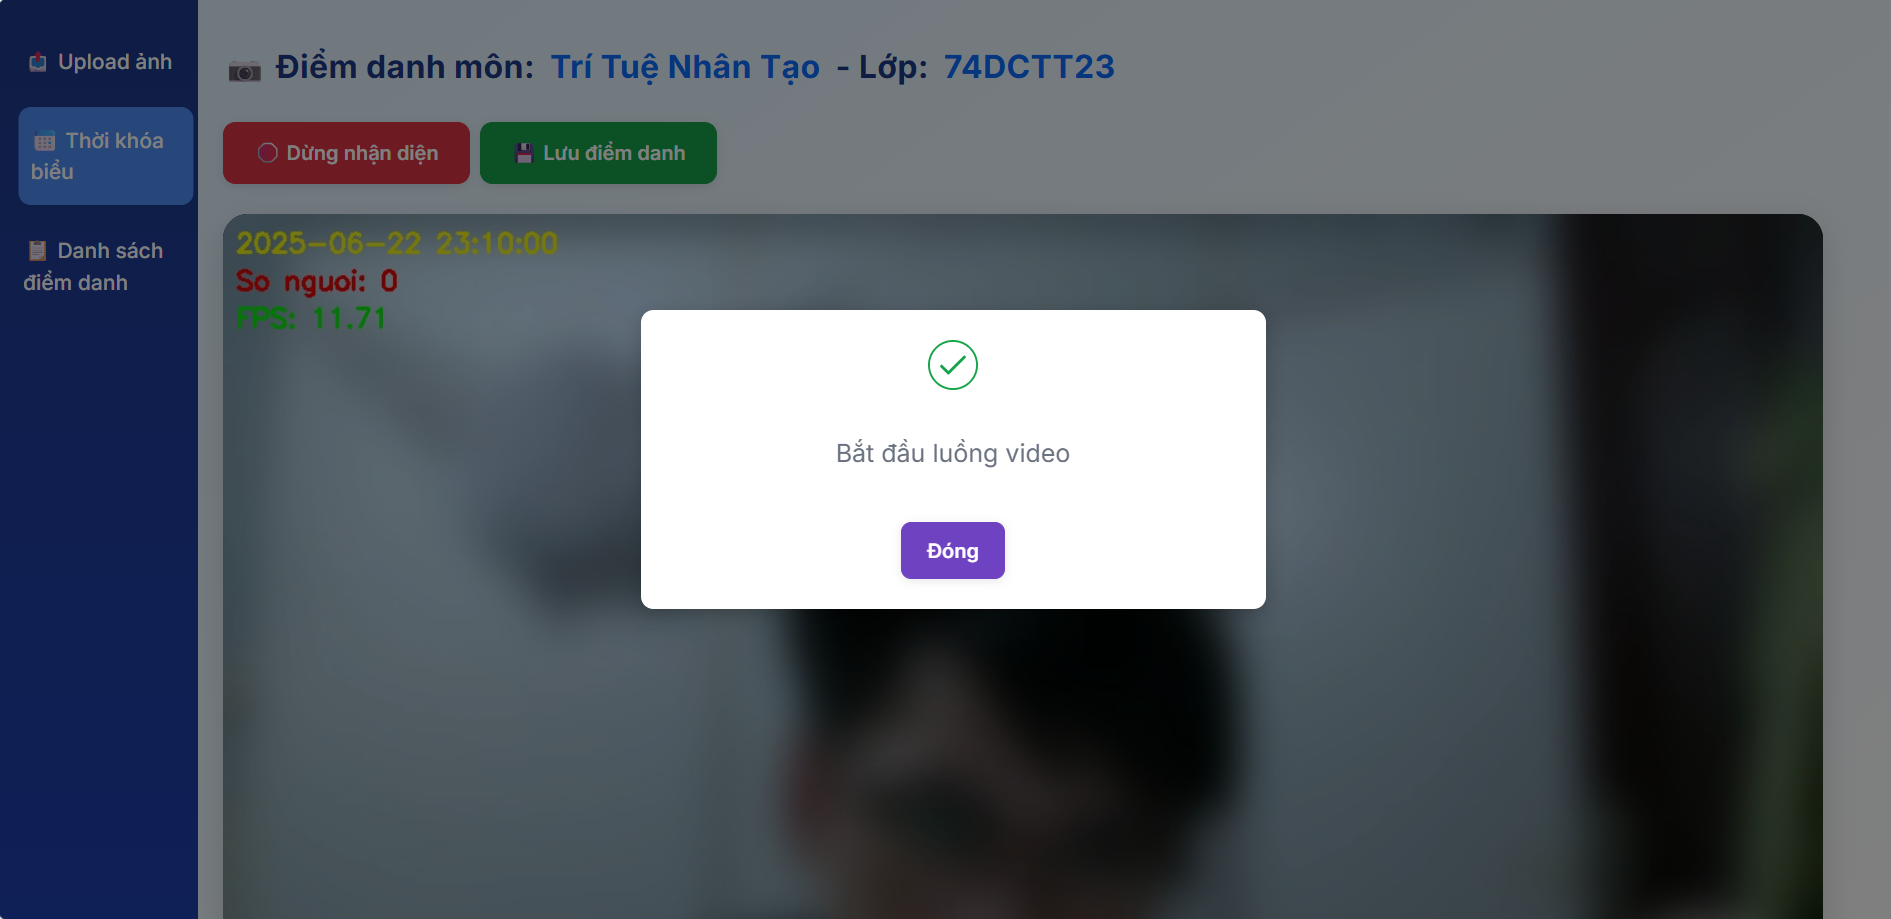 Upload ảnh
Thời khóa
biểu
Danh sách
điểm danh
Điểm danh môn: Trí Tuệ Nhân Tạo - Lớp: 74DCTT23
Dừng nhận diện
Lưu điểm danh
2025-06-22 23:10:00
So nguoi: 0
FPS: 11.71
Bắt đầu luồng video
Đóng